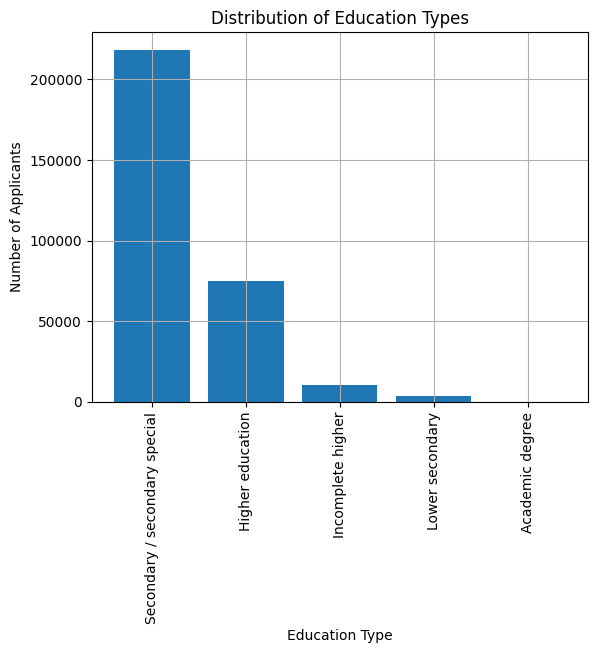 Distribution of Education Types
Number of Applicants
200000
150000
100000
50000
0
Secondary / secondary special
Higher education
Incomplete higher
Lower secondary
Academic degree
Education Type